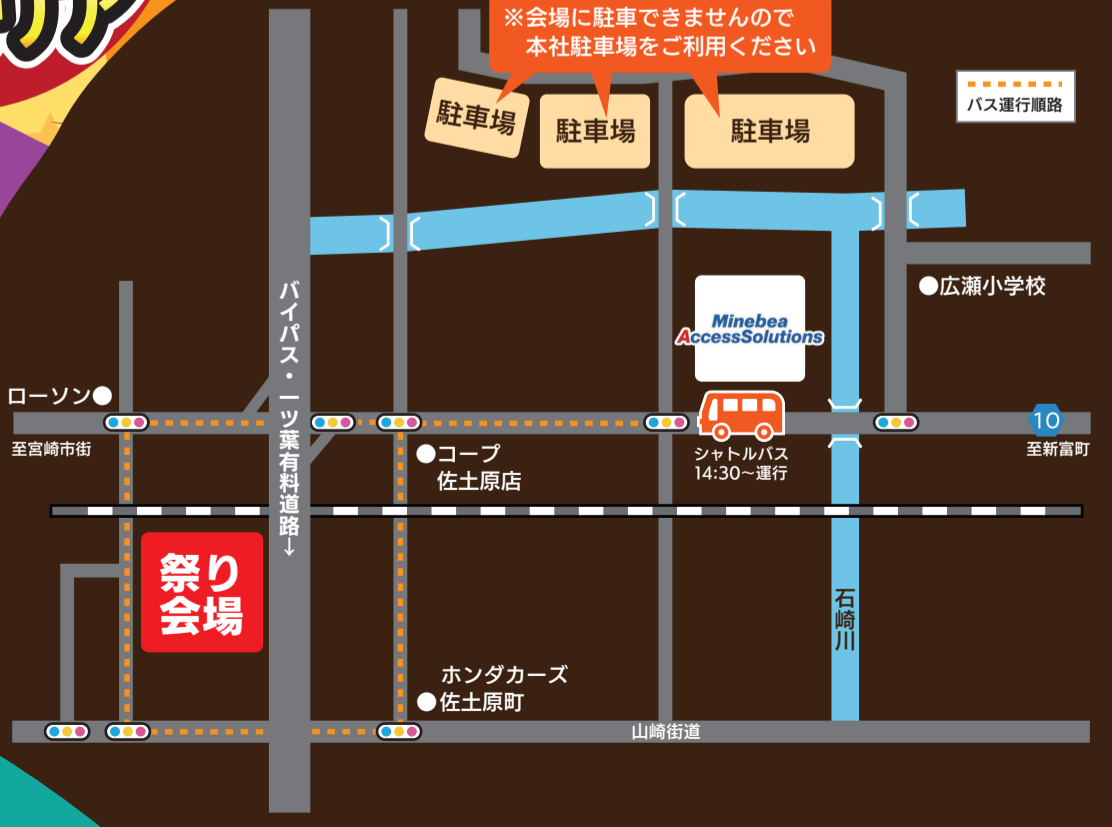 リア
※会場に駐車できませんので
本社駐車場をご利用ください
駐車場
駐車場
駐車場
バス運行順路
広瀬小学校
Minebea
AccessSolutions
バイパス・一ツ葉有料道路→
ローソン
至宮崎市街
コープ
佐土原店
シャトルバス
14:30～運行
10
至新富町
祭り
会場
石崎川
ホンダカーズ
佐土原町
山崎街道